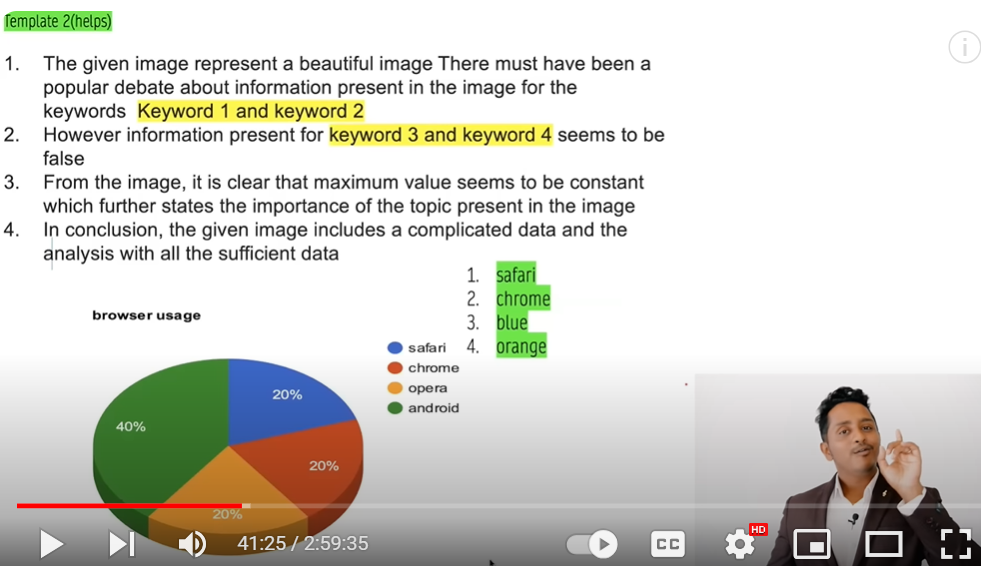 Template 2(helps)
1. The given image represent a beautiful image There must have been a
popular debate about information present in the image for the
keywords Keyword 1 and keyword 2
2. However information present for keyword 3 and keyword 4 seems to be
false
3. From the image, it is clear that maximum value seems to be constant
which further states the importance of the topic present in the image
4. In conclusion, the given image includes a complicated data and the
analysis with all the sufficient data
1. safari
2. chrome
3. blue
4. orange
browser usage
safari
chrome
opera
android
20%
40%
20%
20%
41:25 / 2:59:35
CC
HD